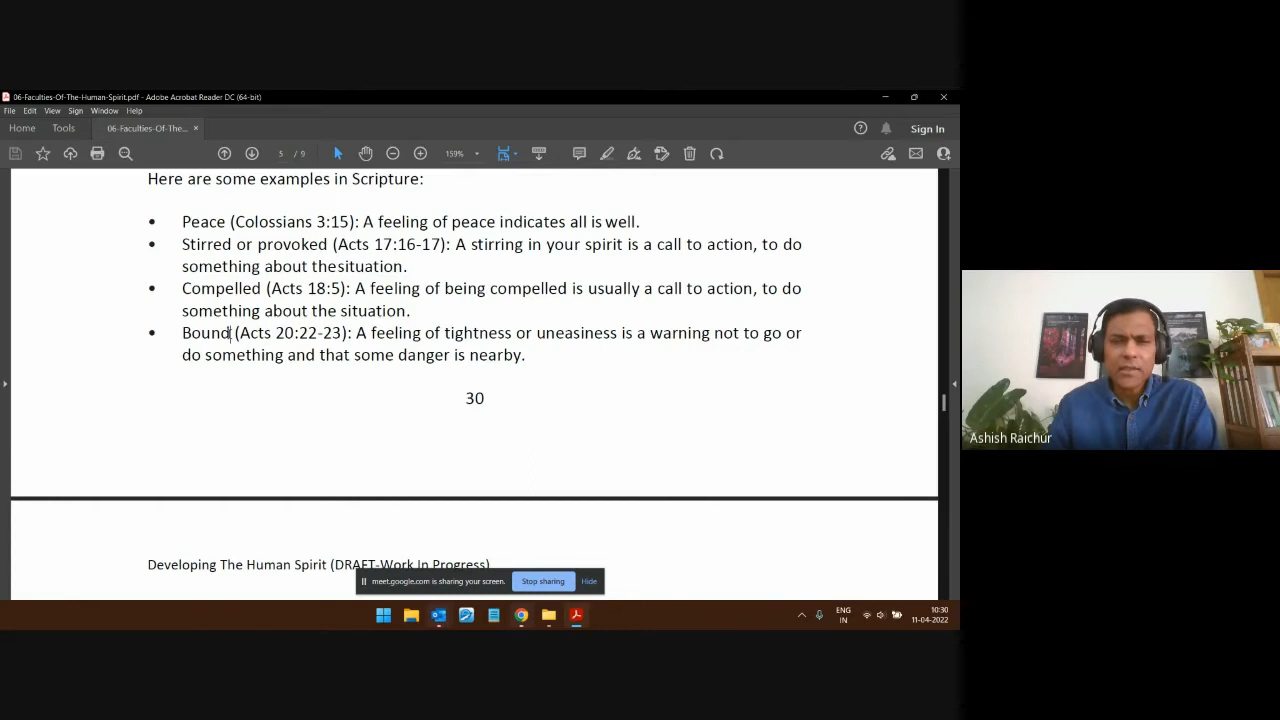 06-Faculties-Of-The-Human-Spirit.pdf - Adobe Acrobat Reader DC (64-bit)
File Edit View Sign Window Help
Home Tools 06-Faculties-Of-The... × Sign In
5 / 9 159%
Here are some examples in Scripture:
• Peace (Colossians 3:15): A feeling of peace indicates all is well.
• Stirred or provoked (Acts 17:16-17): A stirring in your spirit is a call to action, to do
something about the situation.
• Compelled (Acts 18:5): A feeling of being compelled is usually a call to action, to do
something about the situation.
• Bound (Acts 20:22-23): A feeling of tightness or uneasiness is a warning not to go or
do something and that some danger is nearby.
30
Ashish Raichur
Developing The Human Spirit (DRAFT-Work In Progress)
meet.google.com is sharing your screen. Stop sharing Hide
ENG 10:30
IN 11-04-2022